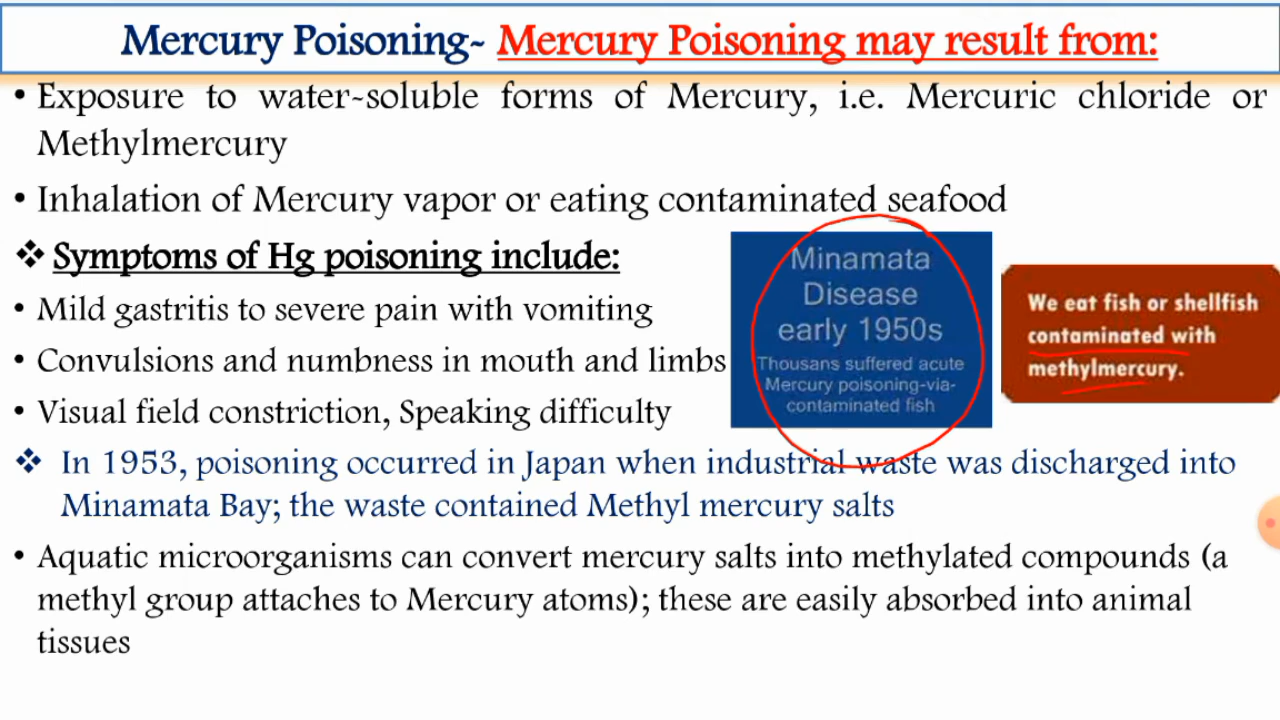 Mercury Poisoning- Mercury Poisoning may result from:
• Exposure to water-soluble forms of Mercury, i.e. Mercuric chloride or
Methylmercury
• Inhalation of Mercury vapor or eating contaminated seafood
❖ Symptoms of Hg poisoning include:
• Mild gastritis to severe pain with vomiting
• Convulsions and numbness in mouth and limbs
• Visual field constriction, Speaking difficulty
Minamata
Disease
early 1950s
Thousans suffered acute
Mercury poisoning-via-
contaminated fish
We eat fish or shellfish
contaminated with
methylmercury.
❖ In 1953, poisoning occurred in Japan when industrial waste was discharged into
Minamata Bay; the waste contained Methyl mercury salts
• Aquatic microorganisms can convert mercury salts into methylated compounds (a
methyl group attaches to Mercury atoms); these are easily absorbed into animal
tissues